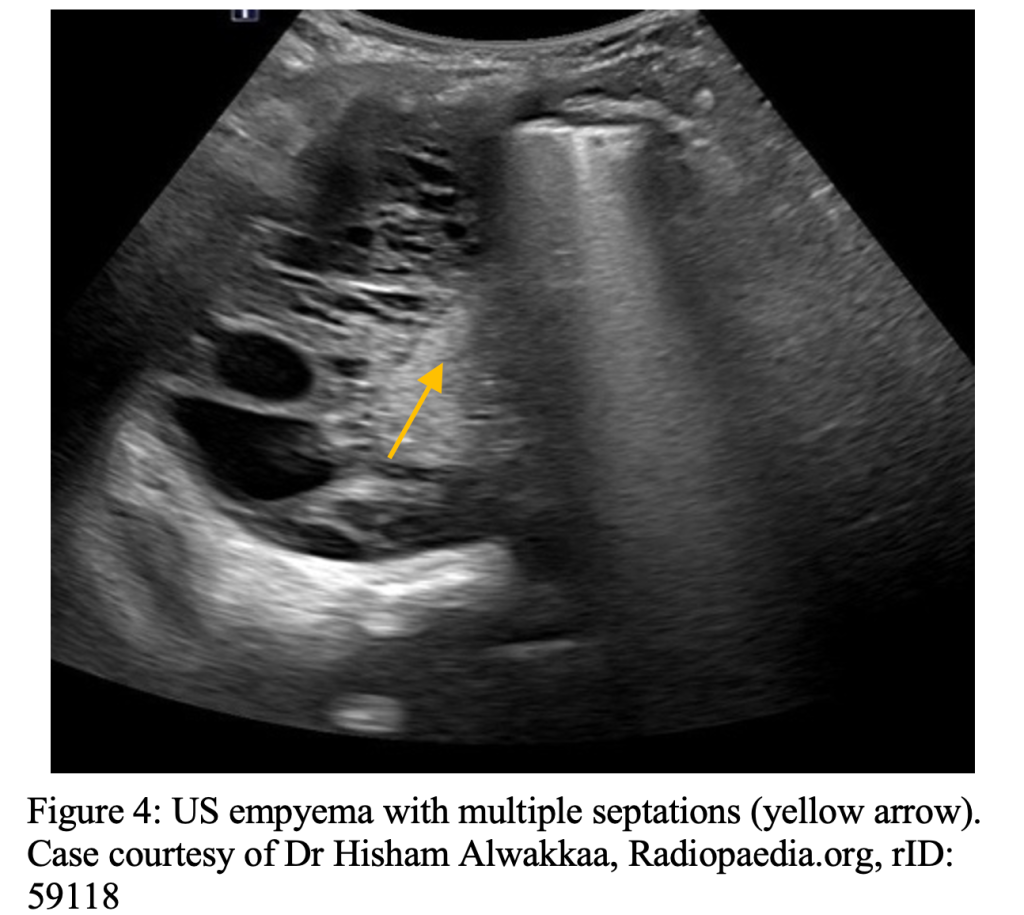 Figure 4: US empyema with multiple septations (yellow arrow).
Case courtesy of Dr Hisham Alwakkaa, Radiopaedia.org, rID:
59118